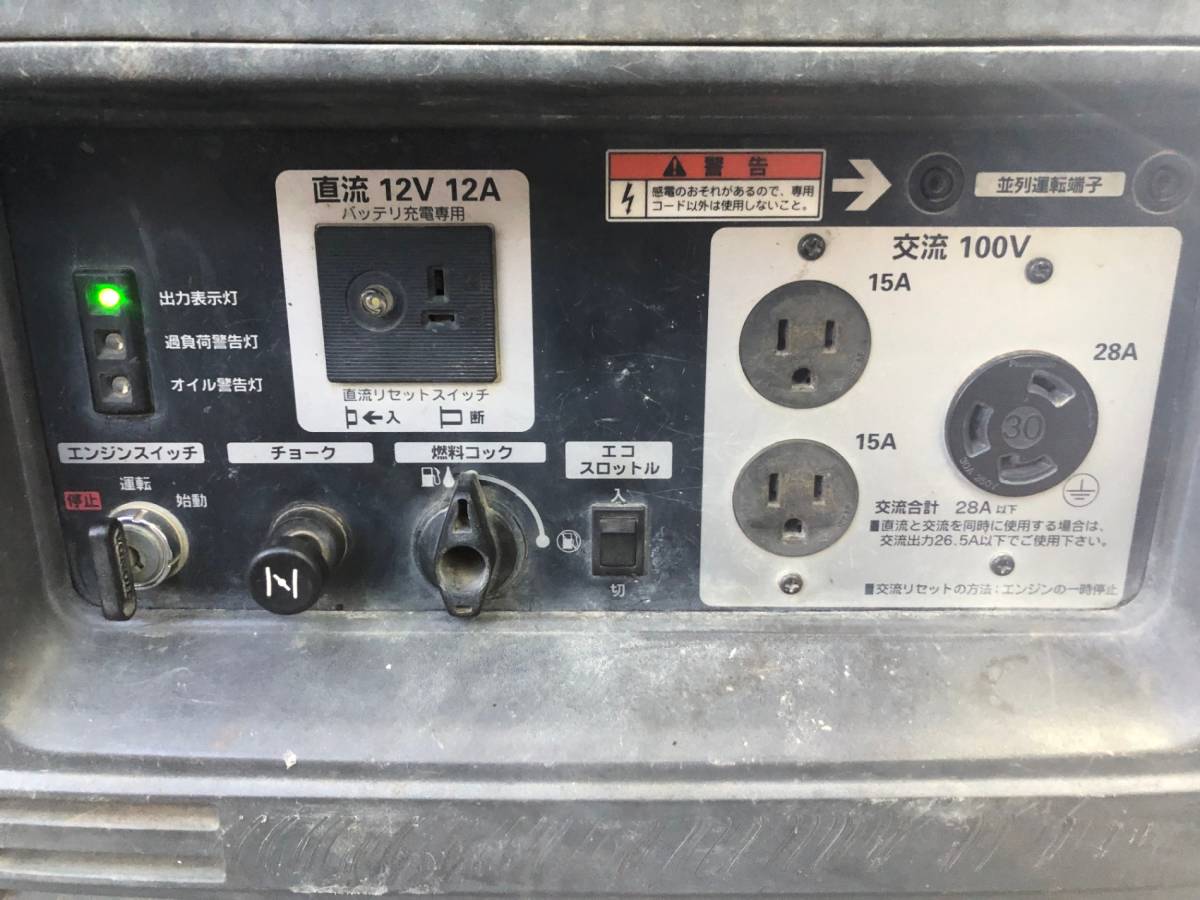 警告
感電のおそれがあるので、専用
コード以外は使用しないこと。
並列運転端子
直流 12V 12A
バッテリ充電専用
直流リセットスイッチ
入
断
出力表示灯
過負荷警告灯
オイル警告灯
エンジンスイッチ
停止
運転
始動
チョーク
燃料コック
エコ
スロットル
入
切
交流 100V
15A
15A
28A
30
30A 250V
交流合計 28A以下
■直流と交流を同時に使用する場合は、
交流出力26.5A以下でご使用下さい。
■交流リセットの方法:エンジンの一時停止